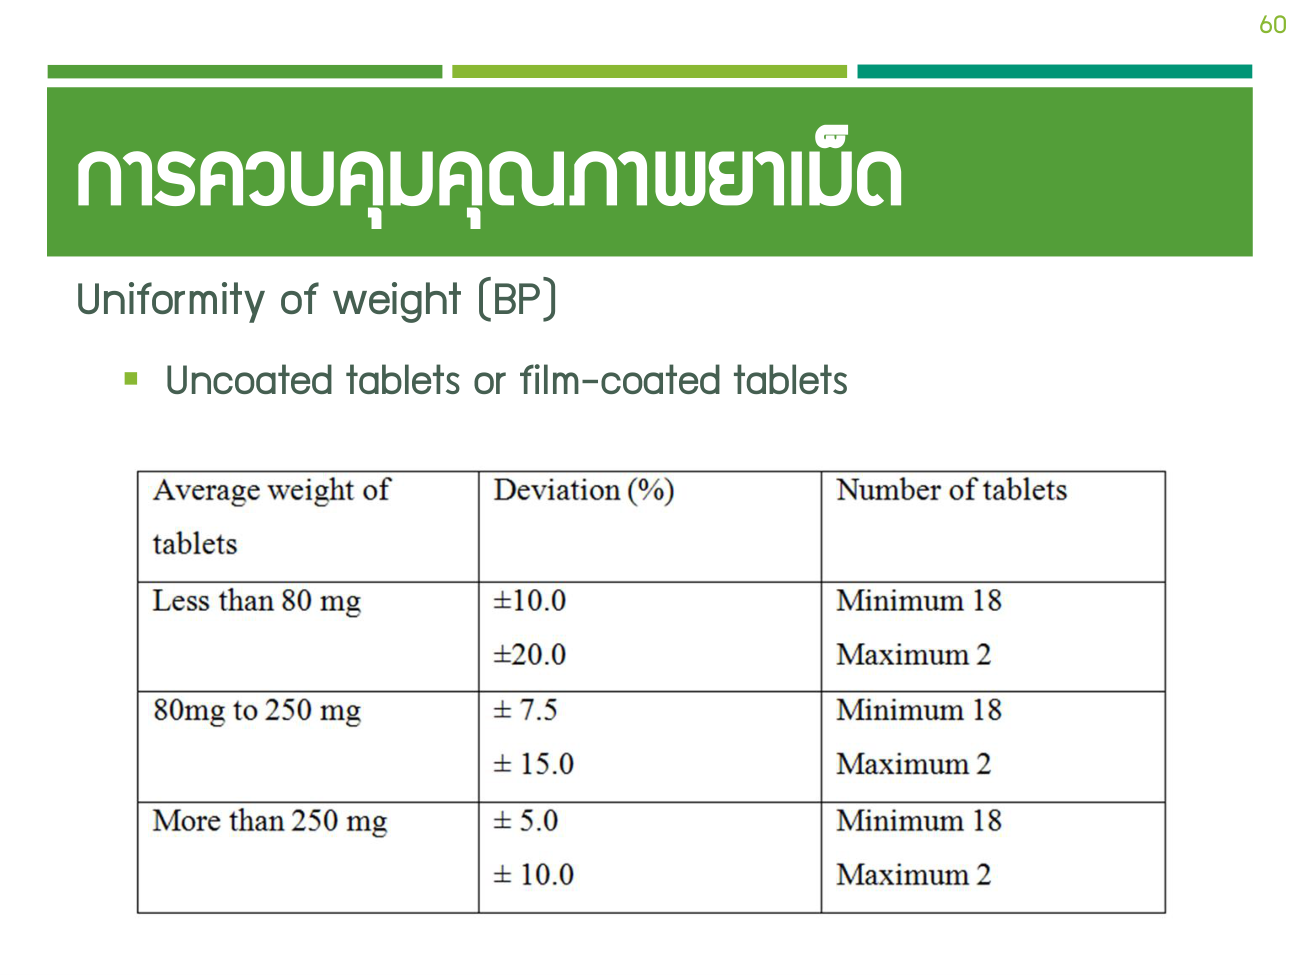 60
การควบคุมคุณภาพยาเม็ด
Uniformity of weight (BP)
Uncoated tablets or film-coated tablets
Average weight of tablets
Deviation (%)
Number of tablets
Less than 80 mg
±10.0
Minimum 18
±20.0
Maximum 2
80mg to 250 mg
± 7.5
Minimum 18
± 15.0
Maximum 2
More than 250 mg
± 5.0
Minimum 18
± 10.0
Maximum 2